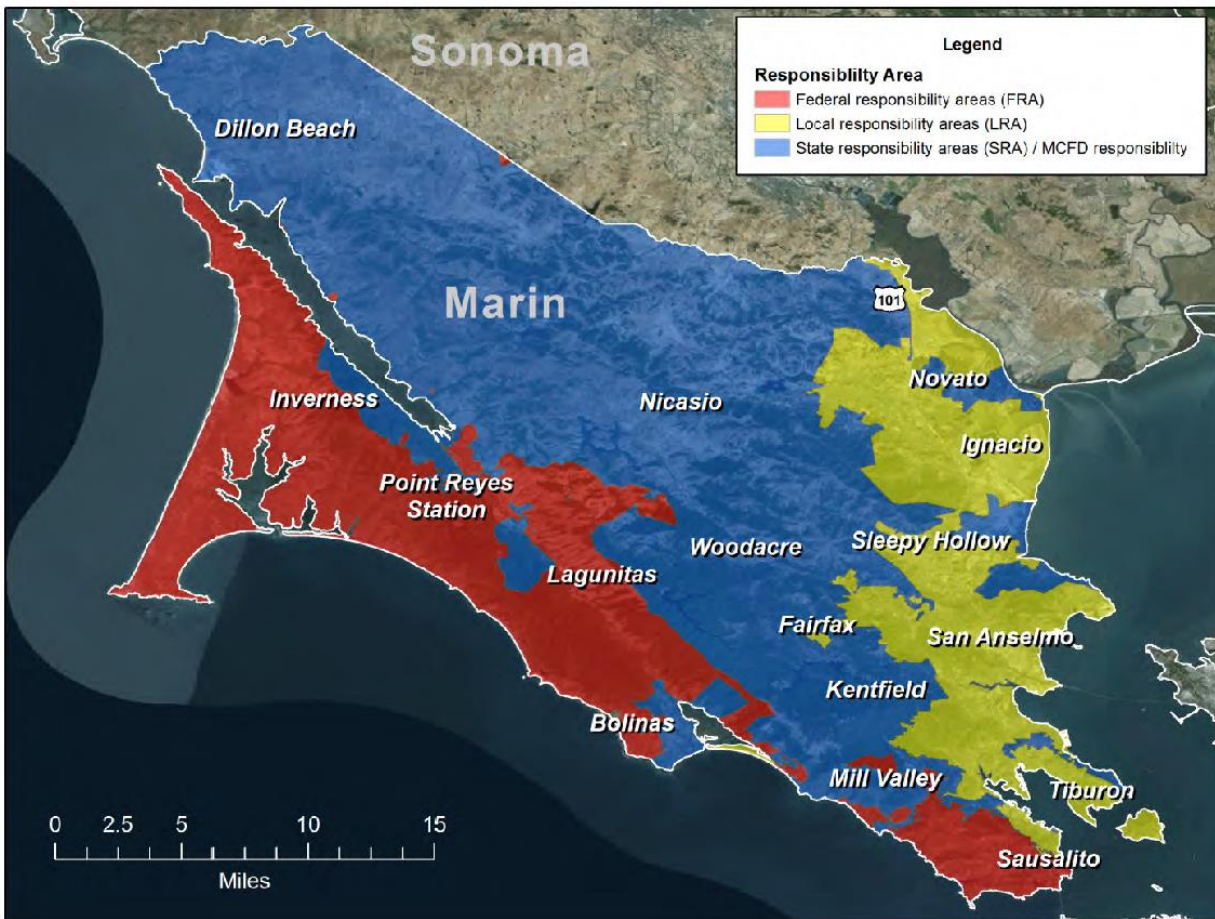 Sonoma
Legend
Responsiblilty Area
Federal responsibility areas (FRA)
Local responsibility areas (LRA)
State responsibility areas (SRA) / MCFD responsiblity
Dillon Beach
Marin
101
Novato
Inverness
Nicasio
Ignacio
Point Reyes
Station
Woodacre
Sleepy Hollow
Lagunitas
Fairfax
San Anselmo
Kentfield
Bolinas
Mill Valley
Tiburon
Sausalito
0 2.5 5 10 15
Miles